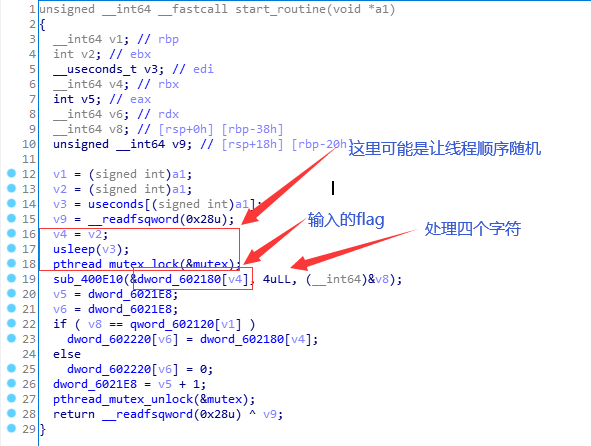 1 unsigned __int64 __fastcall start_routine(void *a1)
2 {
3 __int64 v1; // rbp
4 int v2; // ebx
5 __useconds_t v3; // edi
6 __int64 v4; // rbx
7 int v5; // eax
8 __int64 v6; // rdx
9 __int64 v8; // [rsp+0h] [rbp-38h]
10 unsigned __int64 v9; // [rsp+18h] [rbp-20h]
这里可能是让线程顺序随机
11
12 v1 = (signed int)a1;
13 v2 = (signed int)a1;
14 v3 = useconds[(signed int)a1];
15 v9 = __readfsqword(0x28u);
输入的flag
16 v4 = v2;
处理四个字符
17 usleep(v3);
18 pthread_mutex_lock(&mutex);
19 sub_400E10(&dword_602180[v4], 4uLL, (__int64)&v8);
20 v5 = dword_6021E8;
21 v6 = dword_6021E8;
22 if ( v8 == qword_602120[v1] )
23 dword_602220[v6] = dword_602180[v4];
24 else
25 dword_602220[v6] = 0;
26 dword_6021E8 = v5 + 1;
27 pthread_mutex_unlock(&mutex);
28 return __readfsqword(0x28u) ^ v9;
29 }